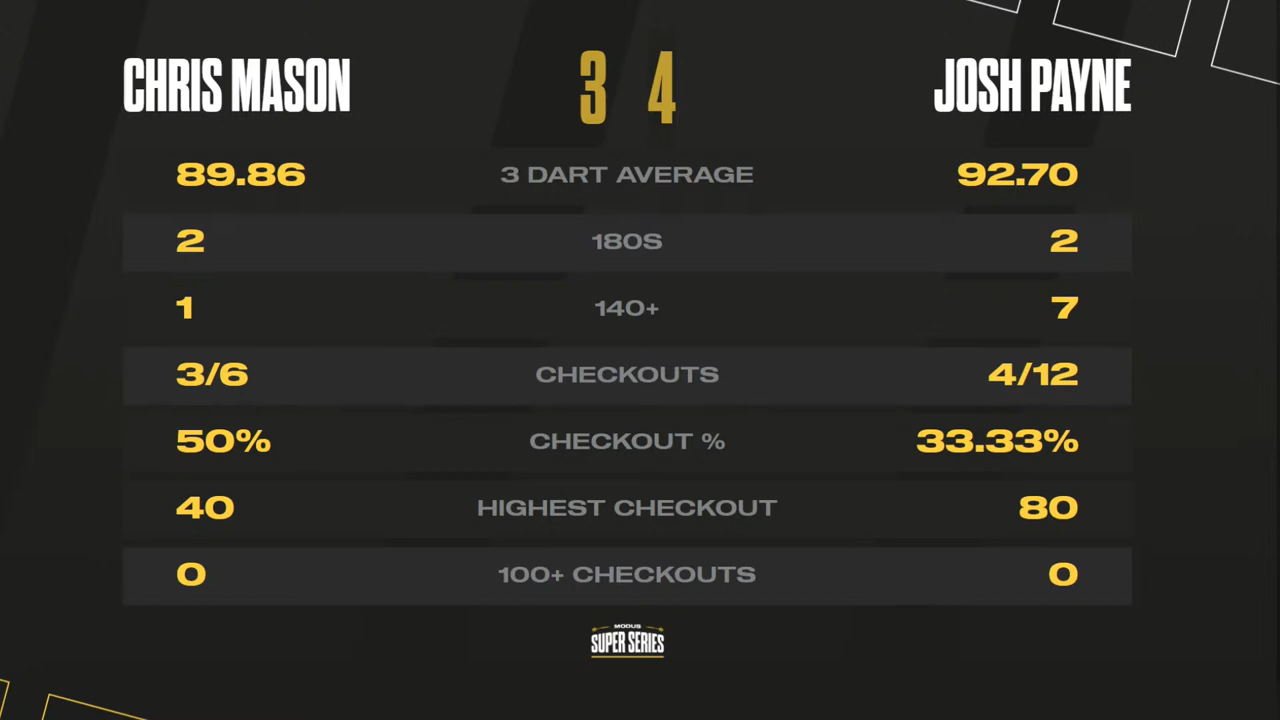 CHRIS MASON 3 4 JOSH PAYNE
89.86 3 DART AVERAGE 92.70
2 180S 2
1 140+ 7
3/6 CHECKOUTS 4/12
50% CHECKOUT % 33.33%
40 HIGHEST CHECKOUT 80
0 100+ CHECKOUTS 0
MODUS
SUPER SERIES